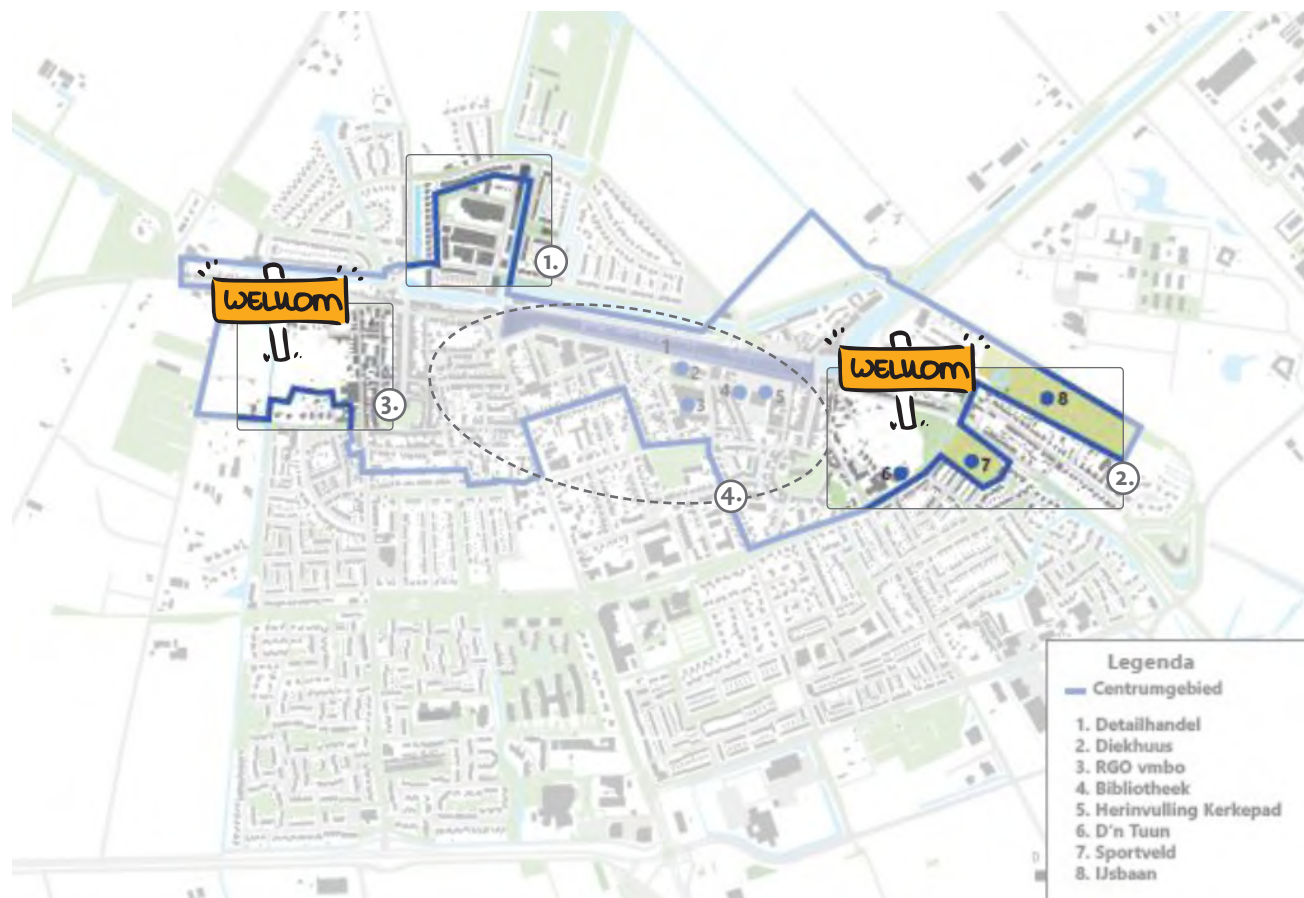 1.
WELKOM
1
WELKOM
2
4
5
3
3.
8
7
6
2.
4.
Legenda
Centrumgebied
1. Detailhandel
2. Diekhuus
3. RGO vmbo
4. Bibliotheek
5. Herinvulling Kerkepad
6. D'n Tuun
7. Sportveld
8. IJsbaan